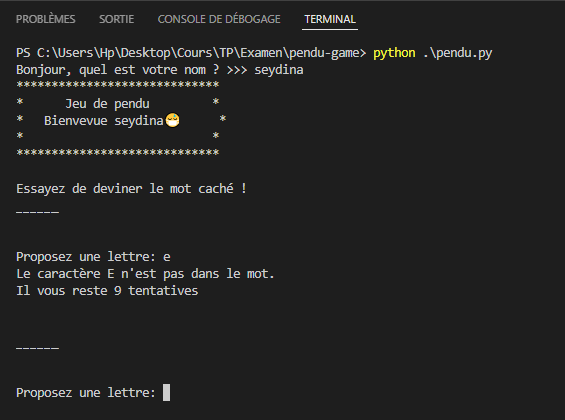 PROBLÈMES SORTIE CONSOLE DE DÉBOGAGE TERMINAL
PS C:\Users\Hp\Desktop\Cours\TP\Examen\pendu-game> python .\pendu.py
Bonjour, quel est votre nom ? >>> seydina
*****************************
* Jeu de pendu *
* Bienvevue seydina😷 *
* *
*****************************
Essayez de deviner le mot caché !
______
Proposez une lettre: e
Le caractère E n'est pas dans le mot.
Il vous reste 9 tentatives
______
Proposez une lettre: